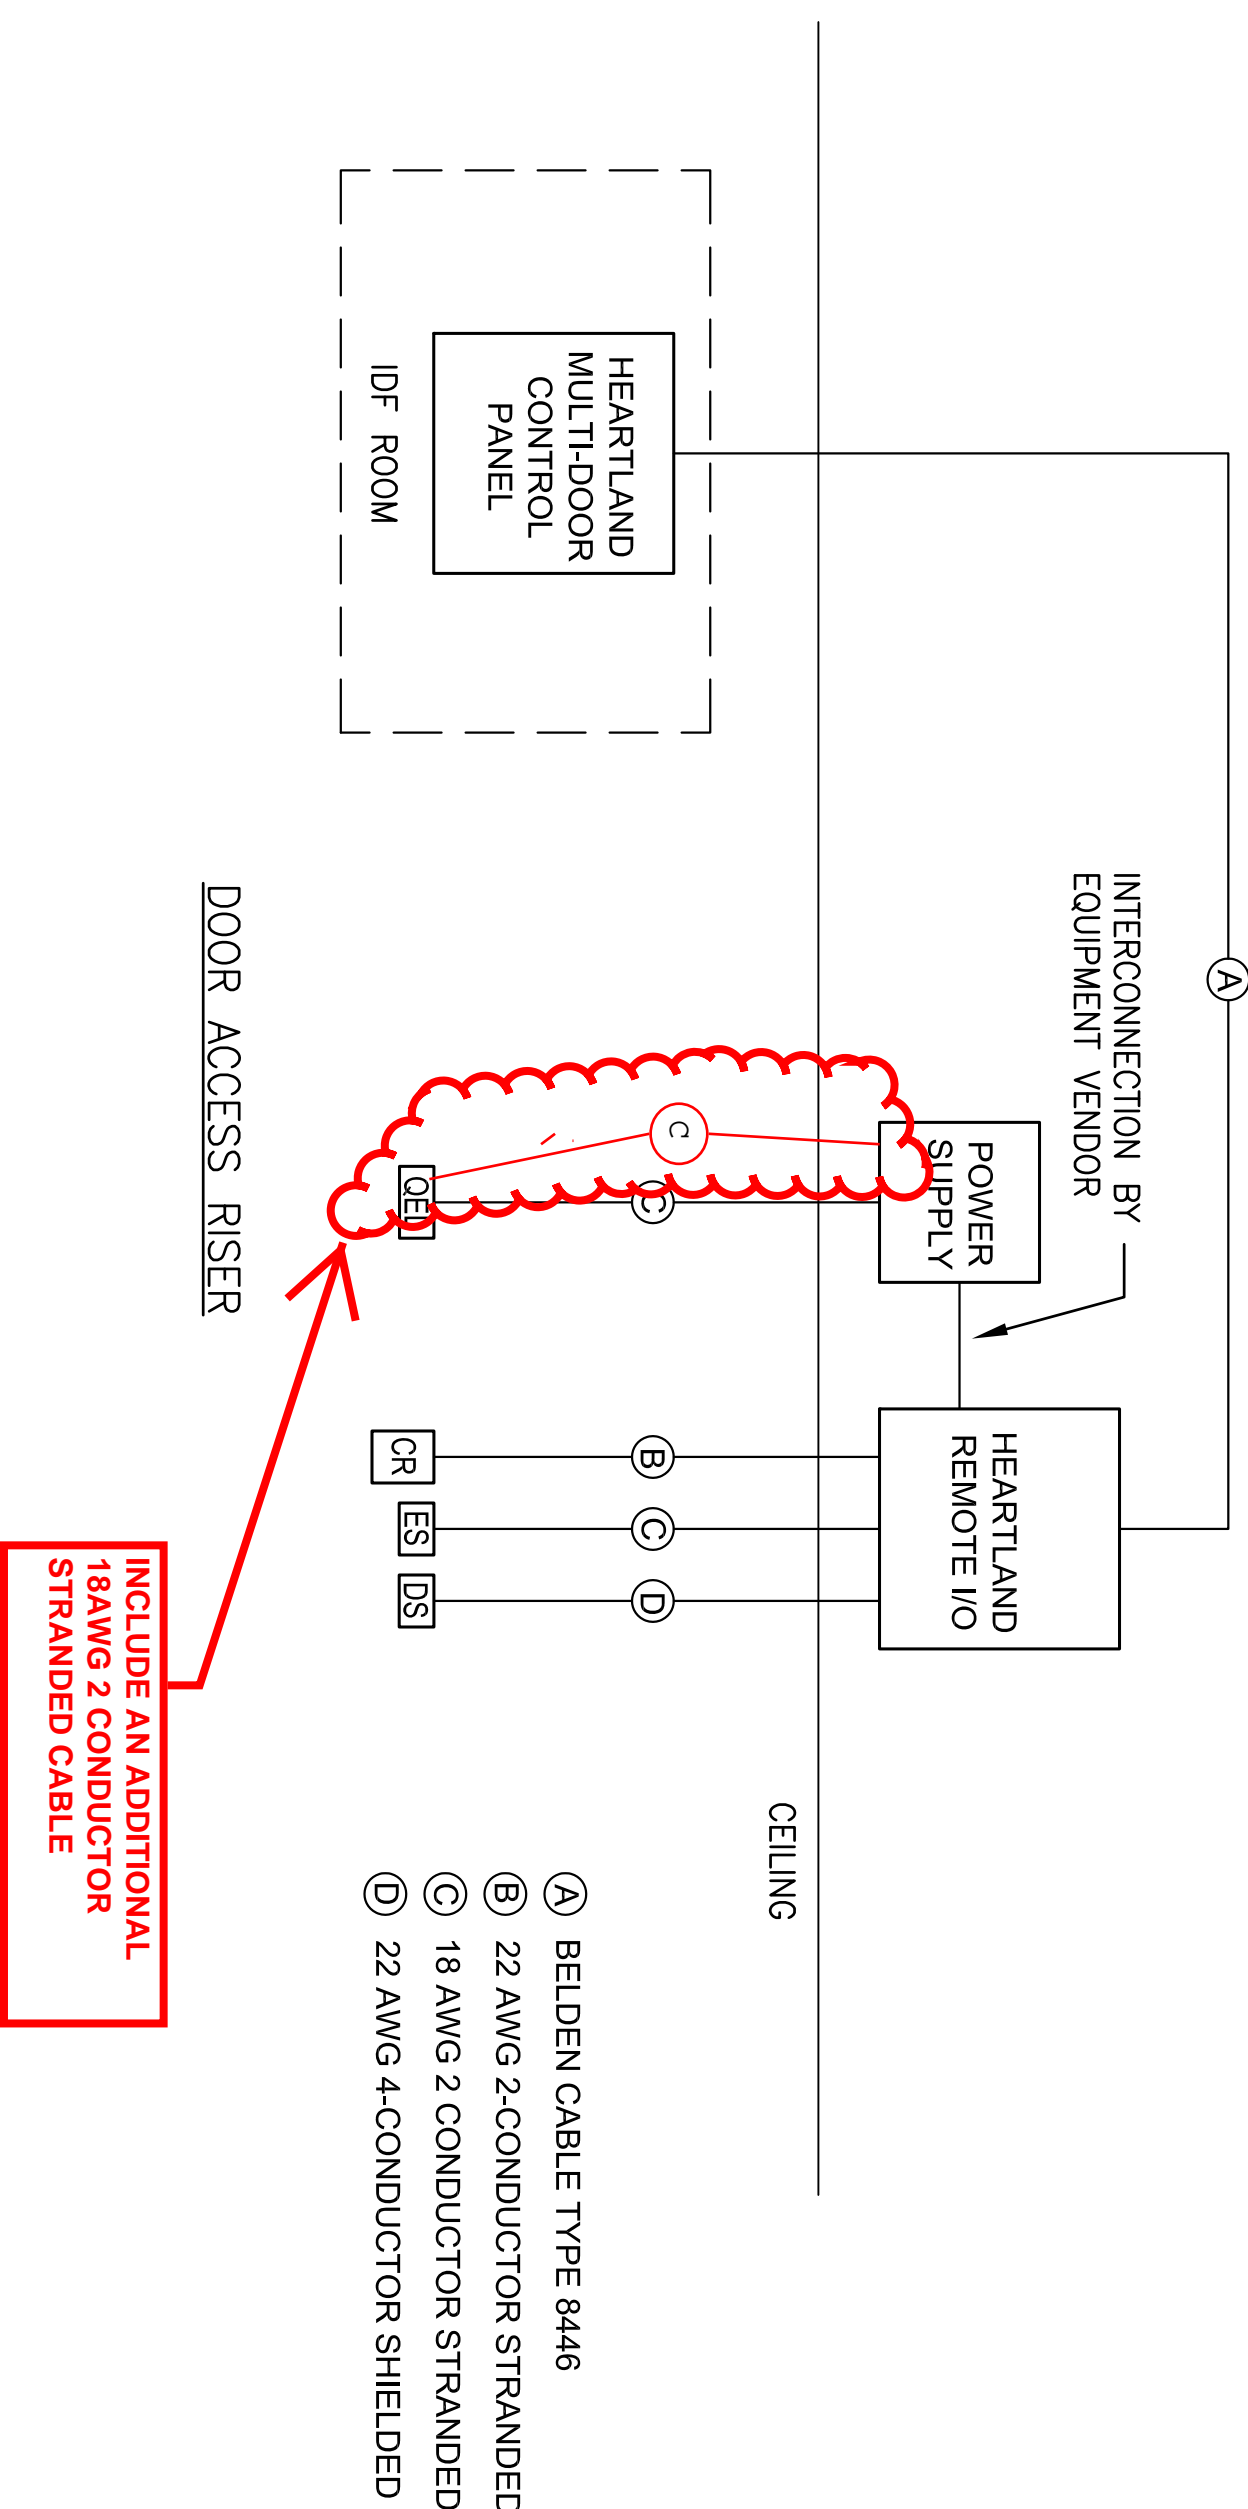 A
INTERCONNECTION BY
EQUIPMENT VENDOR
HEARTLAND
REMOTE I/O
POWER
SUPPLY
HEARTLAND
MULTI-DOOR
CONTROL
PANEL
IDF ROOM
CEILING
C
C
B
C
D
QEL
CR
ES
DS
A BELDEN CABLE TYPE 8446
B 22 AWG 2-CONDUCTOR STRANDED
C 18 AWG 2 CONDUCTOR STRANDED
D 22 AWG 4-CONDUCTOR SHIELDED
DOOR ACCESS RISER
INCLUDE AN ADDITIONAL
18AWG 2 CONDUCTOR
STRANDED CABLE